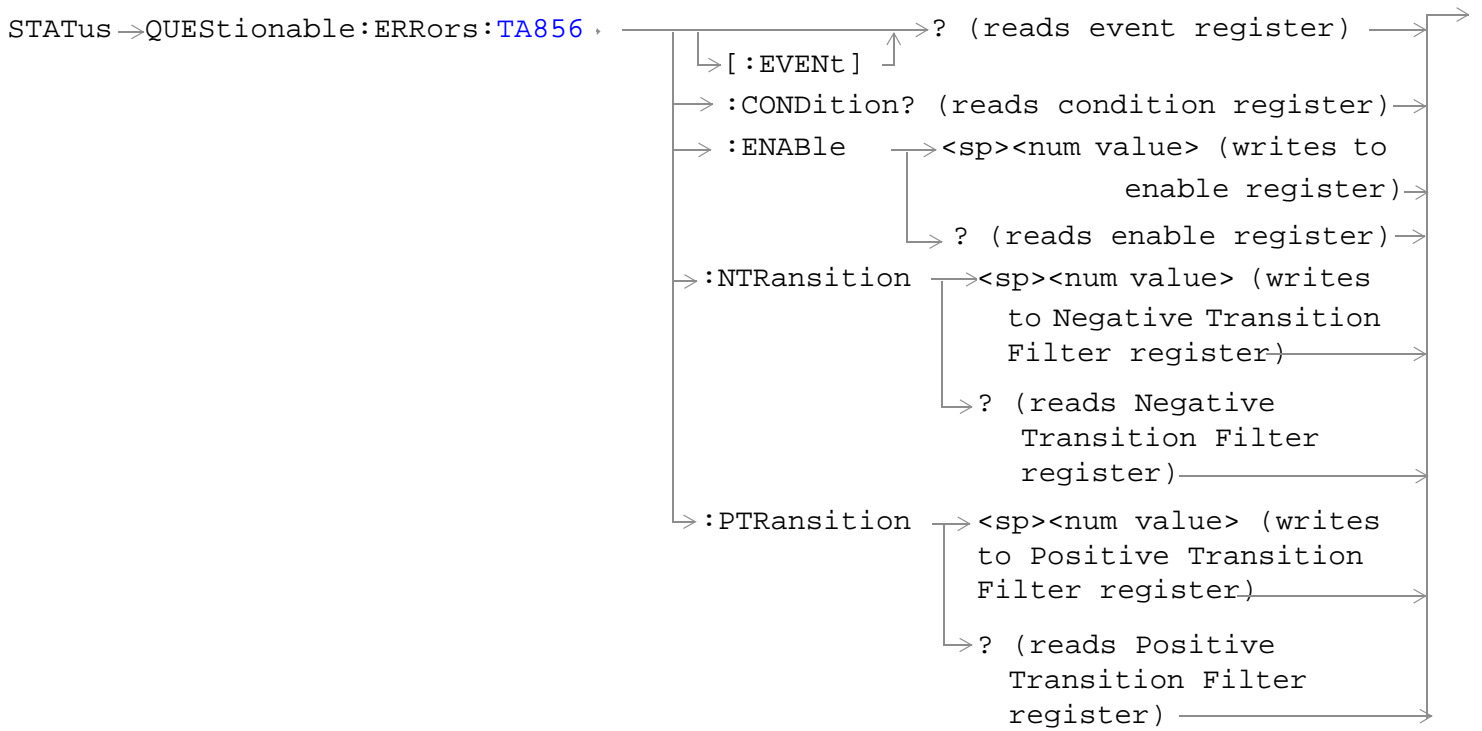 STATus QUEStionable:ERRors:TA856 ? (reads event register)
[:EVENt]
:CONDition? (reads condition register)
:ENABle <sp><num value> (writes to
enable register)
? (reads enable register)
:NTRansition <sp><num value> (writes
to Negative Transition
Filter register)
? (reads Negative
Transition Filter
register)
:PTRansition <sp><num value> (writes
to Positive Transition
Filter register)
? (reads Positive
Transition Filter
register)